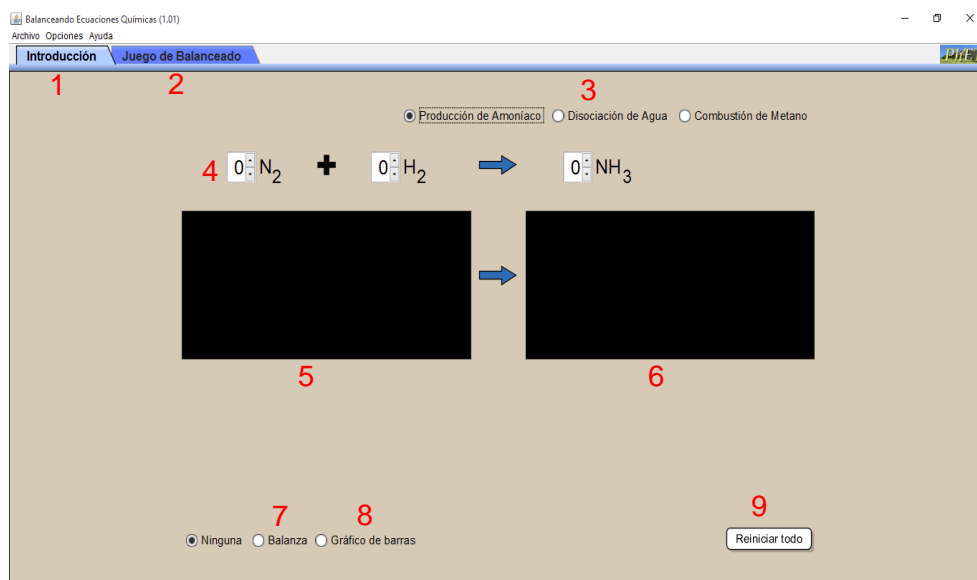 Balanceando Ecuaciones Químicas (1.01)
Archivo Opciones Ayuda
Introducción Juego de Balanceado PhET
1 2 3
Producción de Amoníaco Disociación de Agua Combustión de Metano
4 0 N2 + 0 H2 0 NH3
5 6
7 8 9
Ninguna Balanza Gráfico de barras Reiniciar todo